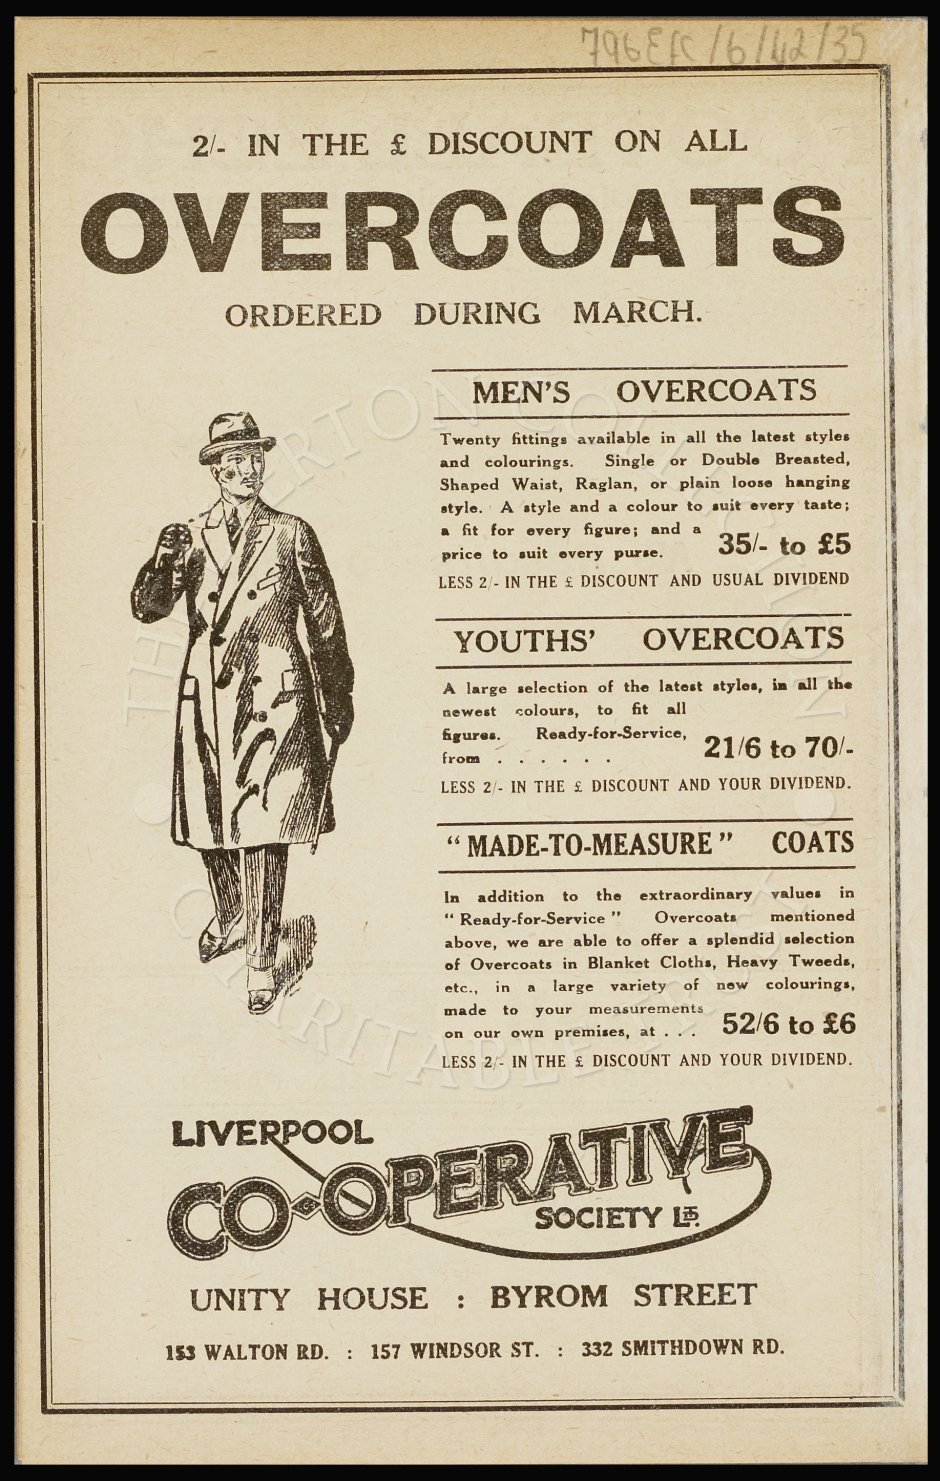 796EFC/6/42/35
2/- IN THE £ DISCOUNT ON ALL
OVERCOATS
ORDERED DURING MARCH.
MEN'S OVERCOATS
Twenty fittings available in all the latest styles
and colourings. Single or Double Breasted,
Shaped Waist, Raglan, or plain loose hanging
style. A style and a colour to suit every taste;
a fit for every figure; and a
price to suit every purse.
35/- to £5
LESS 2/- IN THE £ DISCOUNT AND USUAL DIVIDEND
YOUTHS' OVERCOATS
A large selection of the latest styles, in all the
newest colours, to fit all
figures. Ready-for-Service,
from . . . . . .
21/6 to 70/-
LESS 2/- IN THE £ DISCOUNT AND YOUR DIVIDEND.
"MADE-TO-MEASURE" COATS
In addition to the extraordinary values in
"Ready-for-Service" Overcoats mentioned
above, we are able to offer a splendid selection
of Overcoats in Blanket Cloths, Heavy Tweeds,
etc., in a large variety of new colourings,
made to your measurements
on our own premises, at . . .
52/6 to £6
LESS 2/- IN THE £ DISCOUNT AND YOUR DIVIDEND.
LIVERPOOL
CO-OPERATIVE
SOCIETY LTD.
UNITY HOUSE : BYROM STREET
153 WALTON RD. : 157 WINDSOR ST. : 332 SMITHDOWN RD.
THE EVERTON COLLECTION
CHARITABLE TRUST